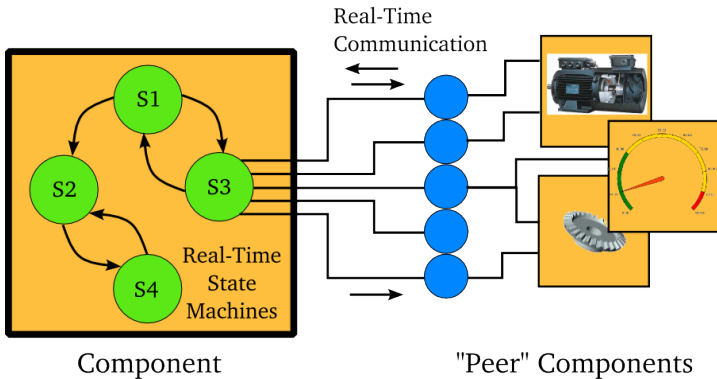 Real-Time
Communication
S1
S2
S3
S4
Real-Time
State
Machines
Component
"Peer" Components